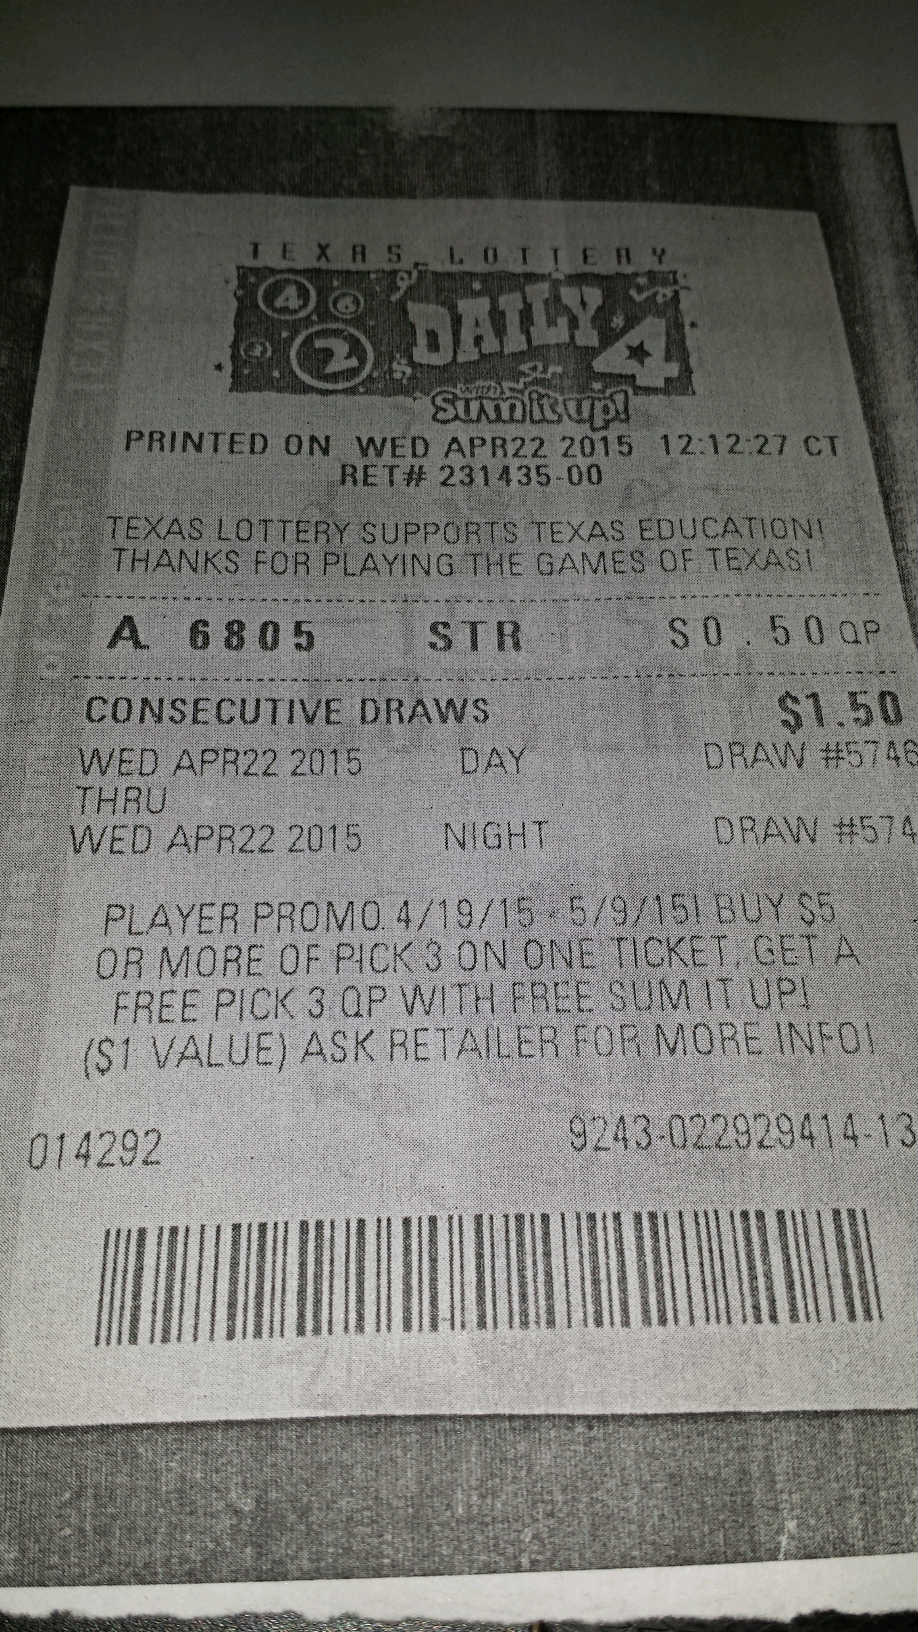 TEXAS LOTTERY
4 6
2
DAILY 4
with
Sum it up!
PRINTED ON WED APR22 2015 12:12:27 CT
RET# 231435-00
TEXAS LOTTERY SUPPORTS TEXAS EDUCATION!
THANKS FOR PLAYING THE GAMES OF TEXAS!
A 6805 STR $0.50 QP
CONSECUTIVE DRAWS $1.50
WED APR22 2015 DAY DRAW #5746
THRU
WED APR22 2015 NIGHT DRAW #574
PLAYER PROMO. 4/19/15 - 5/9/15! BUY $5
OR MORE OF PICK 3 ON ONE TICKET, GET A
FREE PICK 3 QP WITH FREE SUM IT UP!
($1 VALUE) ASK RETAILER FOR MORE INFO!
014292 9243-022929414-13